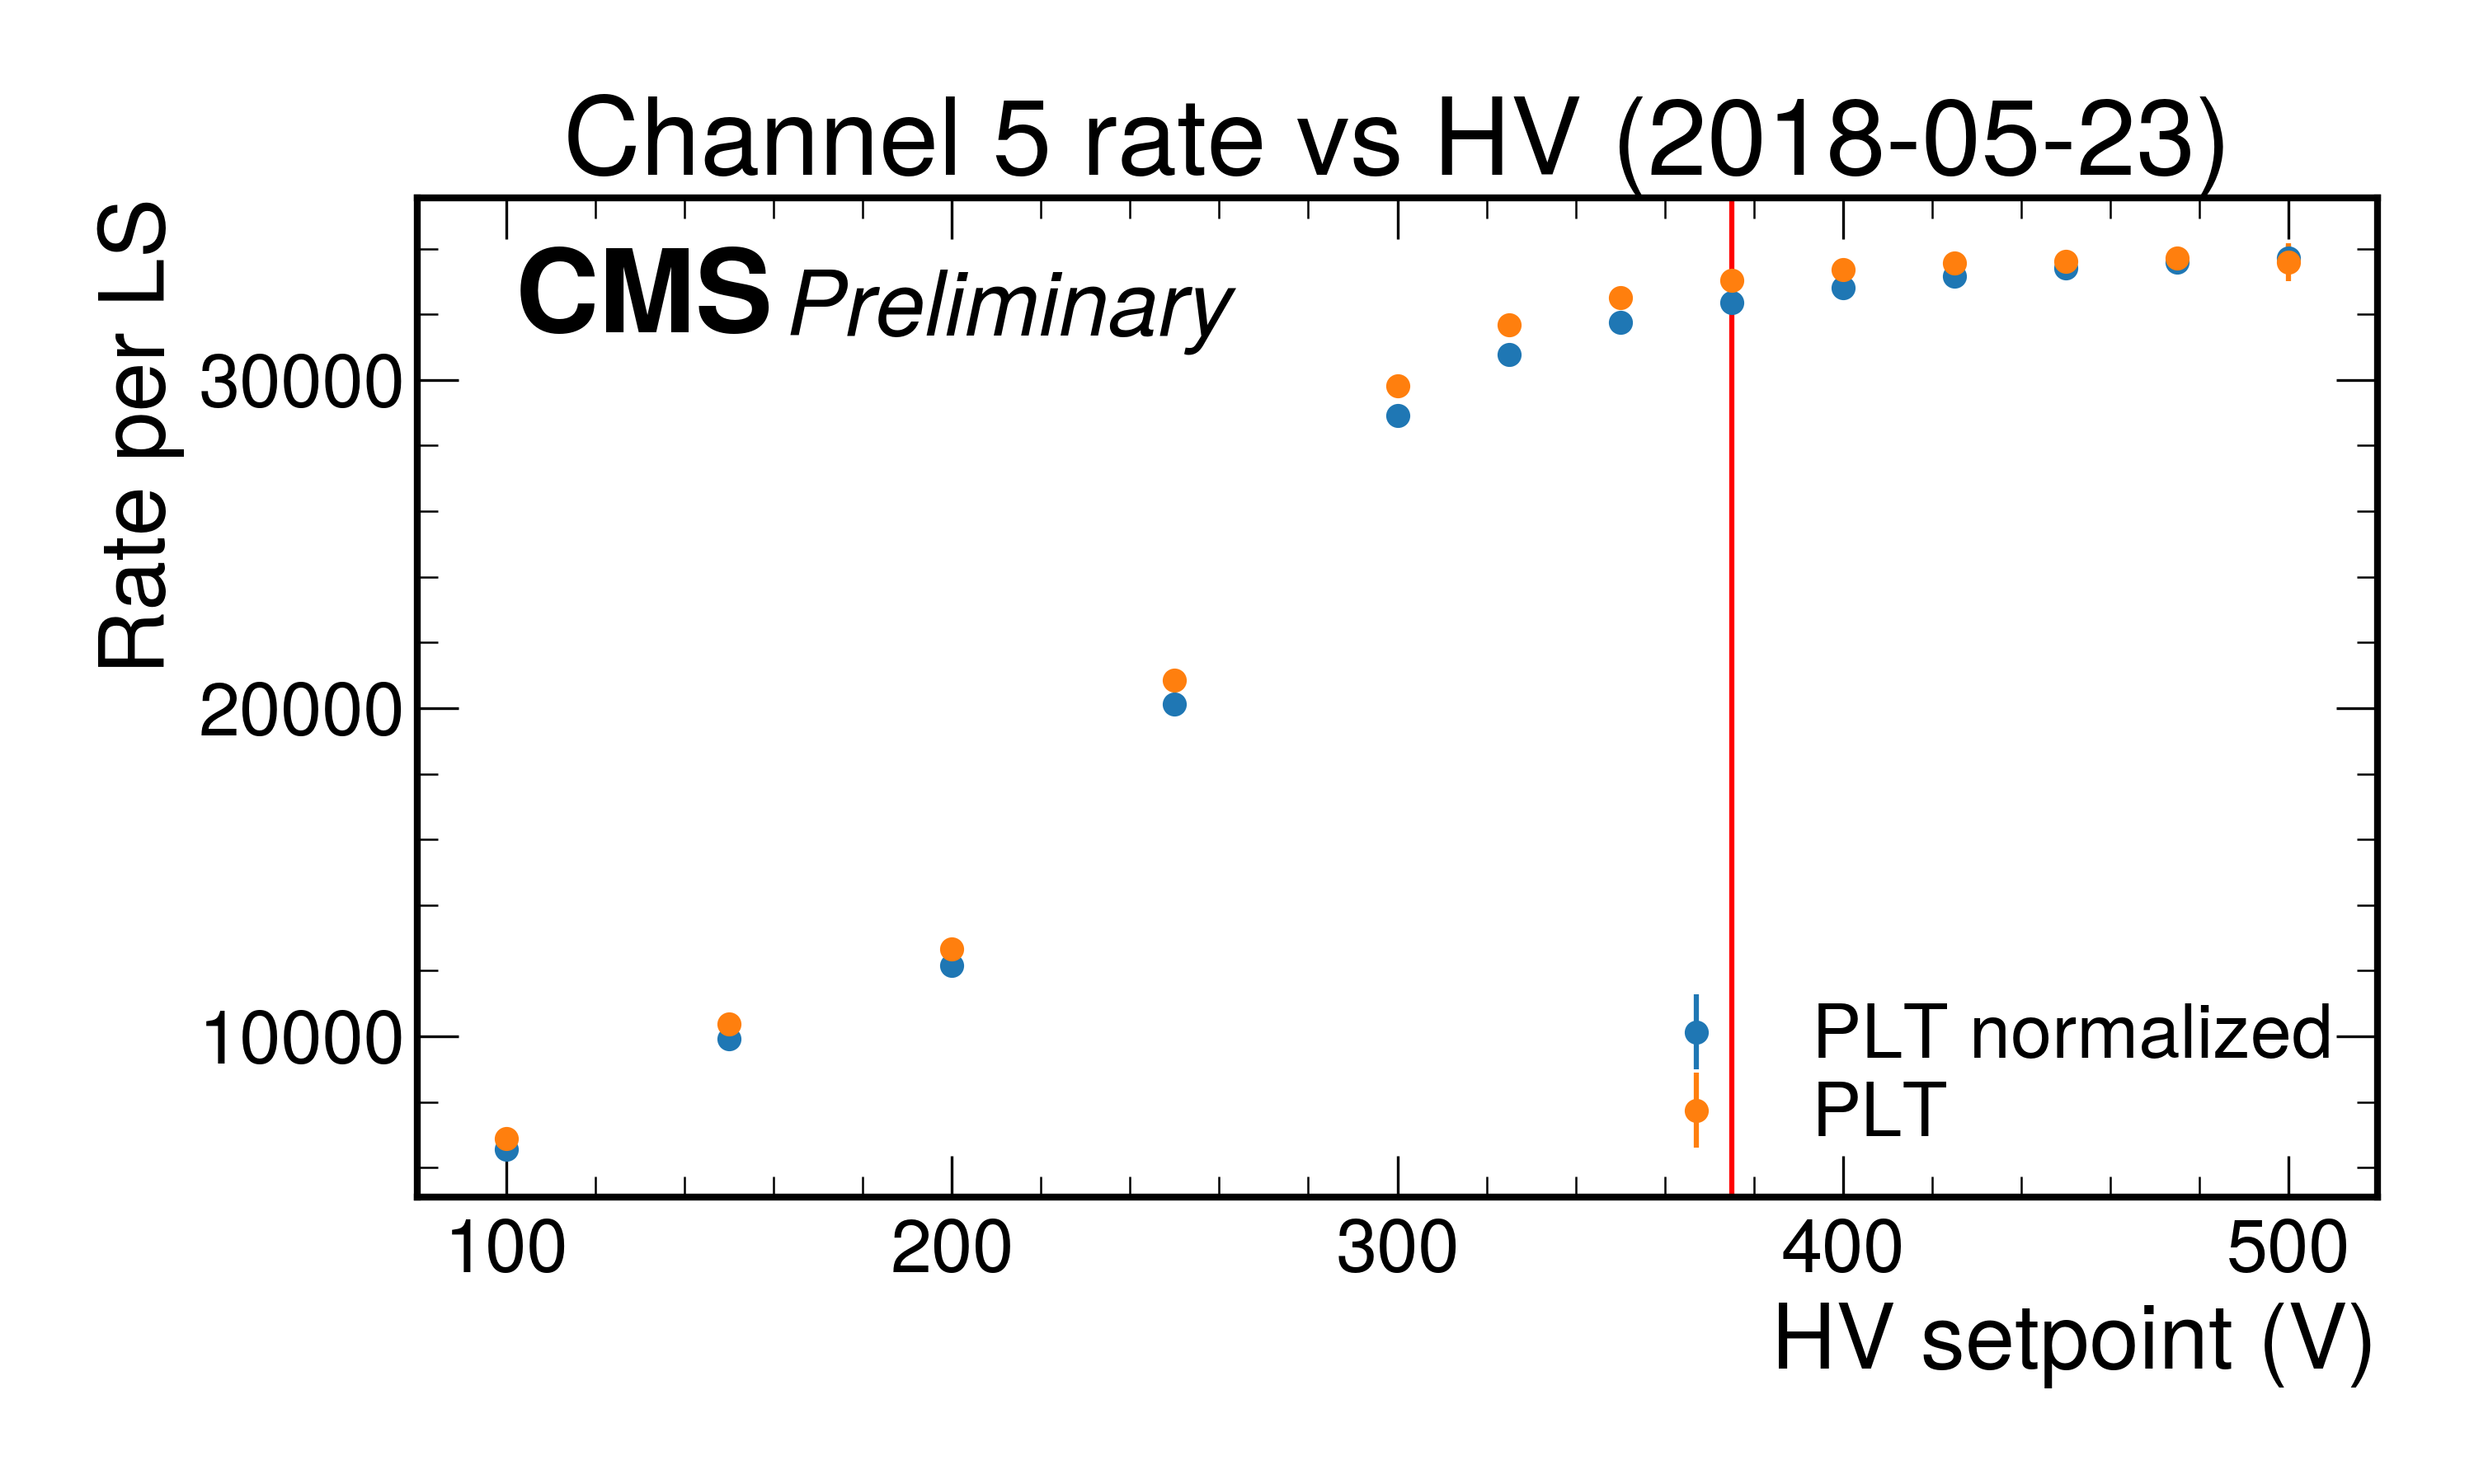 Channel 5 rate vs HV (2018-05-23)
CMS Preliminary
Rate per LS
30000
20000
10000
PLT normalized
PLT
100 200 300 400 500
HV setpoint (V)